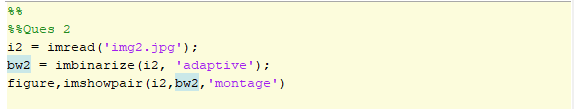 %%
%%Ques 2
i2 = imread('img2.jpg');
bw2 = imbinarize(i2, 'adaptive');
figure,imshowpair(i2,bw2,'montage')